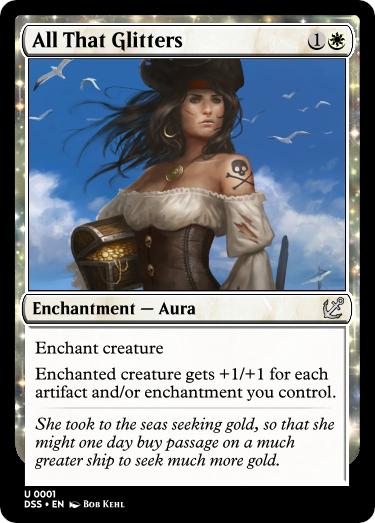 All That Glitters 1
Enchantment — Aura
Enchant creature
Enchanted creature gets +1/+1 for each
artifact and/or enchantment you control.
She took to the seas seeking gold, so that she
might one day buy passage on a much
greater ship to seek much more gold.
U 0001
DSS • EN Bob Kehl